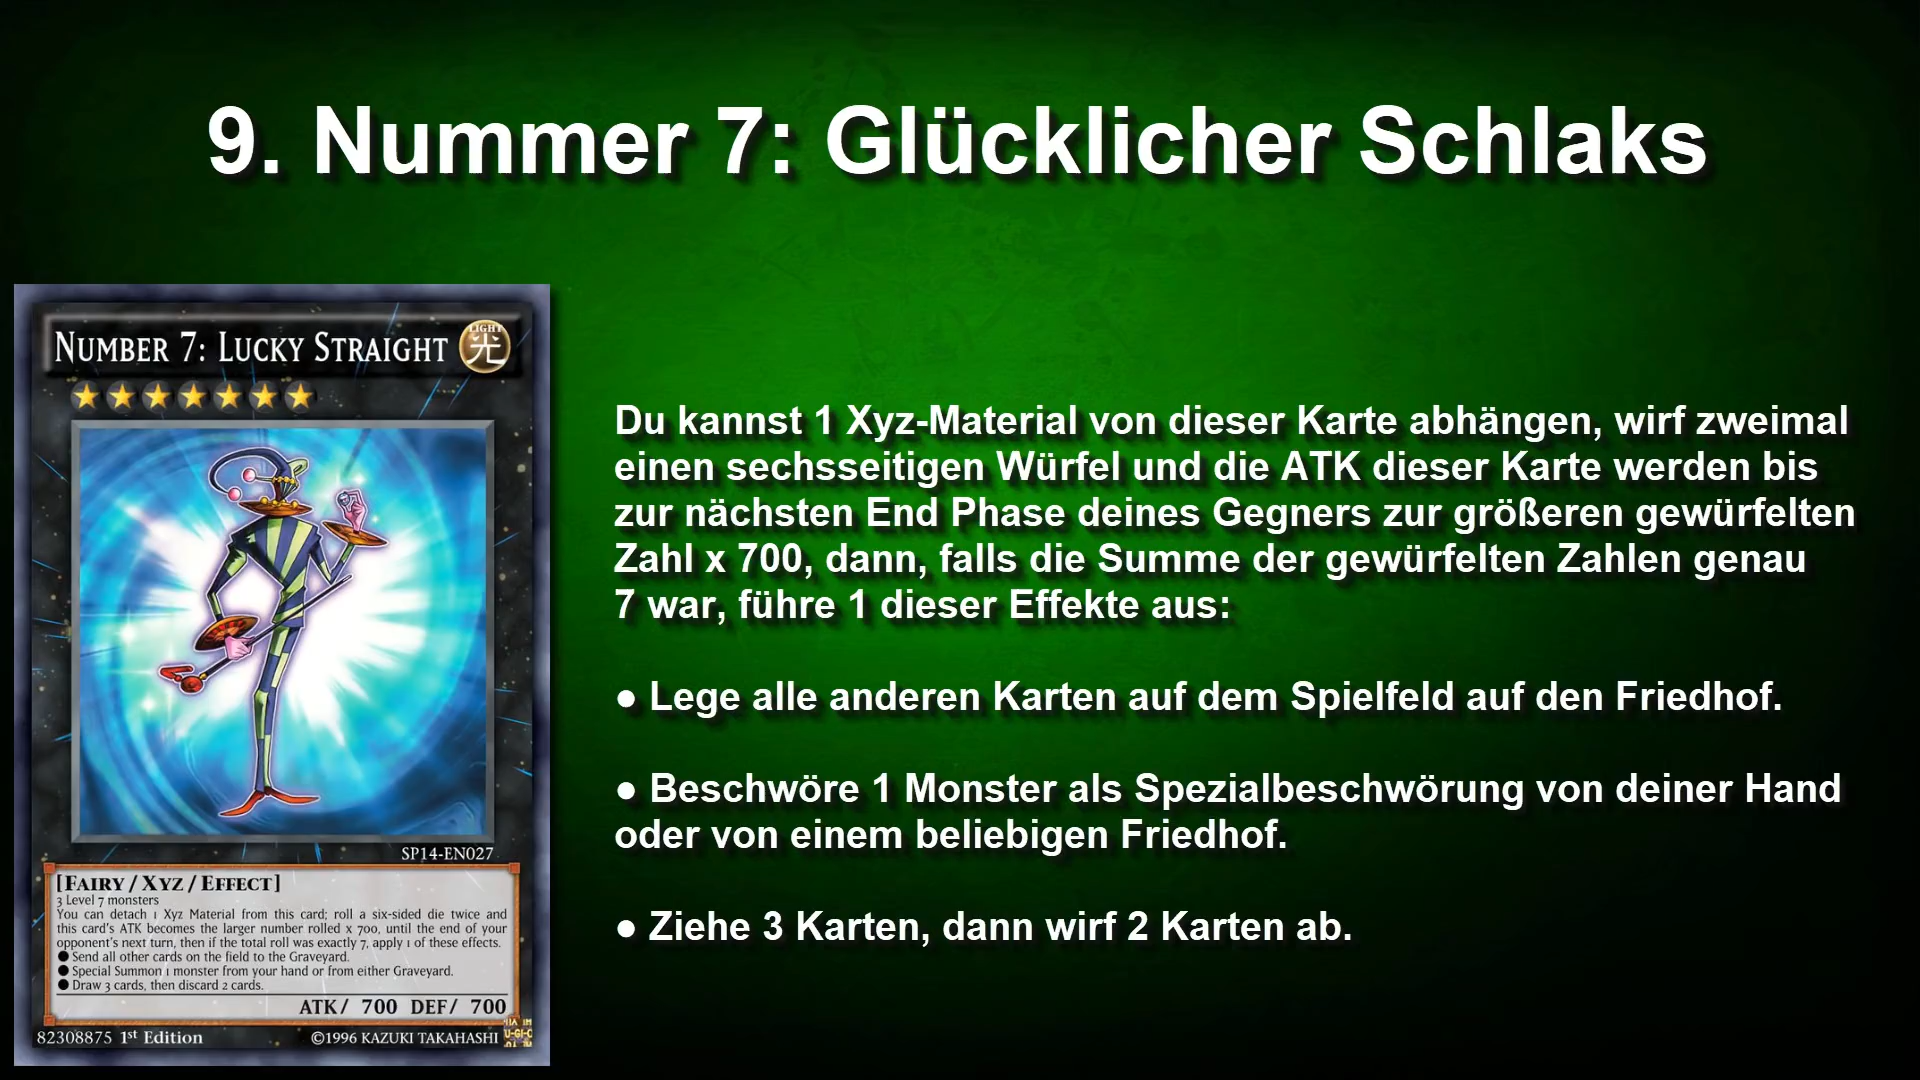 9. Nummer 7: Glücklicher Schlaks
NUMBER 7: LUCKY STRAIGHT
LIGHT
光
Du kannst 1 Xyz-Material von dieser Karte abhängen, wirf zweimal
einen sechsseitigen Würfel und die ATK dieser Karte werden bis
zur nächsten End Phase deines Gegners zur größeren gewürfelten
Zahl x 700, dann, falls die Summe der gewürfelten Zahlen genau
7 war, führe 1 dieser Effekte aus:
● Lege alle anderen Karten auf dem Spielfeld auf den Friedhof.
● Beschwöre 1 Monster als Spezialbeschwörung von deiner Hand
oder von einem beliebigen Friedhof.
● Ziehe 3 Karten, dann wirf 2 Karten ab.
SP14-EN027
[FAIRY / XYZ / EFFECT]
3 Level 7 monsters
You can detach 1 Xyz Material from this card; roll a six-sided die twice and
this card's ATK becomes the larger number rolled x 700, until the end of your
opponent's next turn, then if the total roll was exactly 7, apply 1 of these effects.
● Send all other cards on the field to the Graveyard.
● Special Summon 1 monster from your hand or from either Graveyard.
● Draw 3 cards, then discard 2 cards.
ATK/ 700 DEF/ 700
82308875 1st Edition
©1996 KAZUKI TAKAHASHI